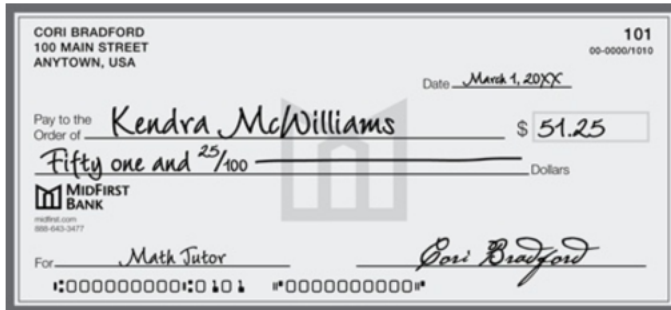 CORI BRADFORD 101
100 MAIN STREET 00-0000/1010
ANYTOWN, USA
Date March 1, 20XX
Pay to the
Order of Kendra McWilliams $ 51.25
Fifty one and 25/100 Dollars
MIDFIRST
BANK
midfirst.com
888-643-3477
For Math Tutor Cori Bradford
⑆000000000⑆0101 ⑈0000000000⑈